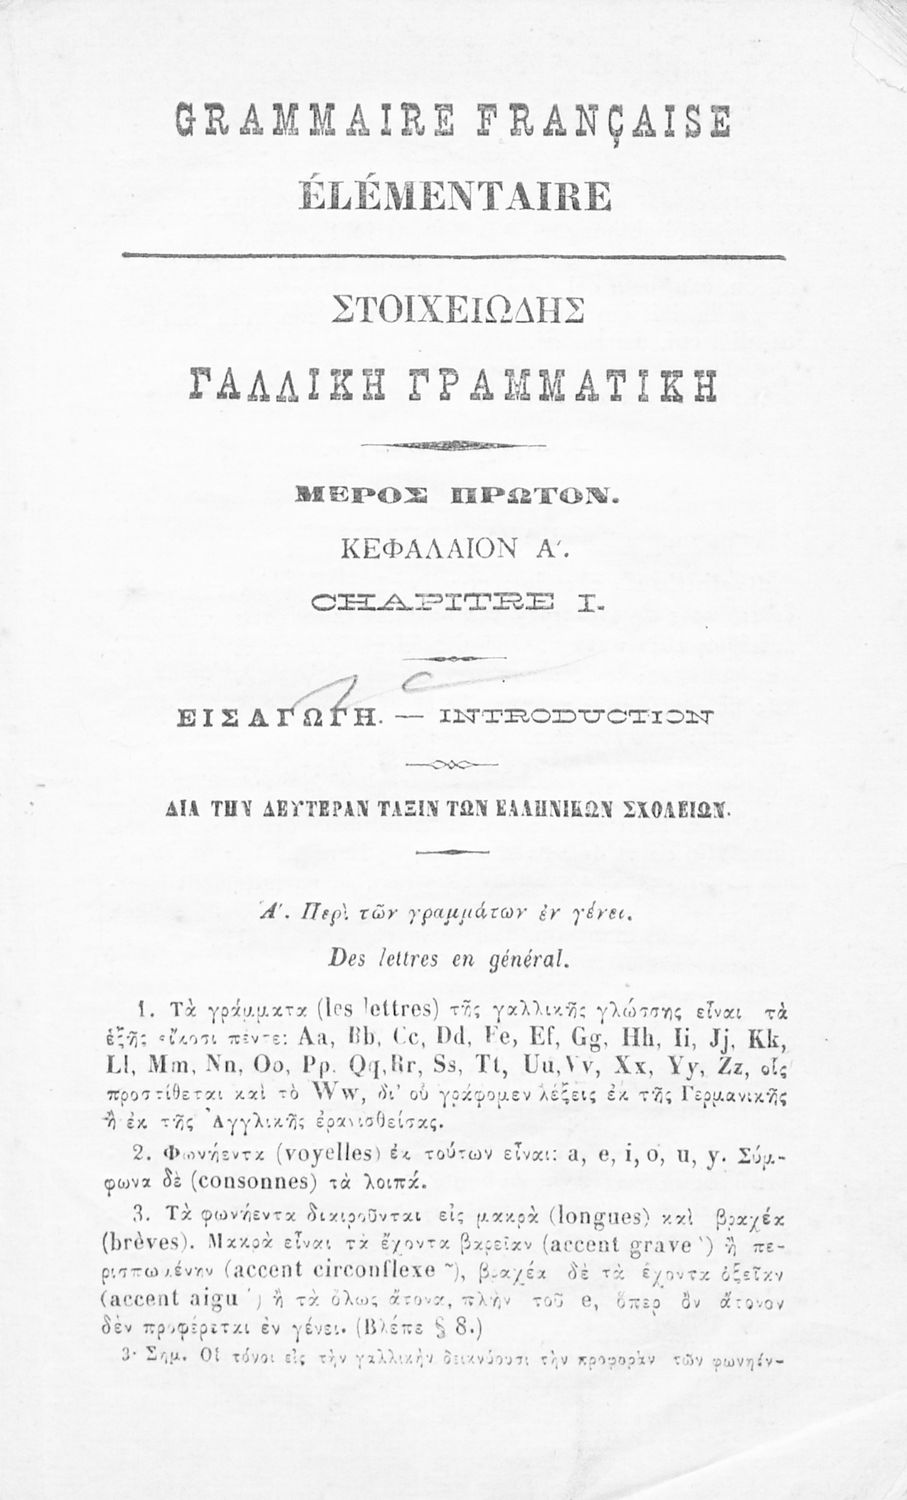 GRAMMAIRE FRANÇAISE
ÉLÉMENTAIRE
ΣΤΟΙΧΕΙΩΔΗΣ
ΓΑΛΛΙΚΗ ΓΡΑΜΜΑΤΙΚΗ
ΜΕΡΟΣ ΠΡΩΤΟΝ.
ΚΕΦΑΛΑΙΟΝ Α′.
CHAPITRE I.
ΕΙΣΑΓΩΓΗ. — INTRODUCTION
ΔΙΑ ΤΗΝ ΔΕΥΤΕΡΑΝ ΤΑΞΙΝ ΤΩΝ ΕΛΛΗΝΙΚΩΝ ΣΧΟΛΕΙΩΝ.
Α′. Περὶ τῶν γραμμάτων ἐν γένει.
Des lettres en général.
1. Τὰ γράμματα (les lettres) τῆς γαλλικῆς γλώσσης εἶναι τὰ
ἑξῆς εἴκοσι πέντε: Aa, Bb, Cc, Dd, Ee, Ef, Gg, Hh, Ii, Jj, Kk,
Ll, Mm, Nn, Oo, Pp. Qq, Rr, Ss, Tt, Uu, Vv, Xx, Yy, Zz, οἷς
προστίθεται καὶ τὸ Ww, δι' οὗ γράφομεν λέξεις ἐκ τῆς Γερμανικῆς
ἢ ἐκ τῆς Ἀγγλικῆς ἐρανισθείσας.
2. Φωνήεντα (voyelles) ἐκ τούτων εἶναι: a, e, i, o, u, y. Σύμ-
φωνα δὲ (consonnes) τὰ λοιπά.
3. Τὰ φωνήεντα διαιροῦνται εἰς μακρὰ (longues) καὶ βραχέα
(brèves). Μακρὰ εἶναι τὰ ἔχοντα βαρεῖαν (accent grave `) ἢ πε-
ρισπωμένην (accent circonflexe ~), βραχέα δὲ τὰ ἔχοντα ὀξεῖαν
(accent aigu ´) ἢ τὰ ὅλως ἄτονα, πλὴν τοῦ e, ὅπερ ὂν ἄτονον
δὲν προφέρεται ἐν γένει. (Βλέπε § 8.)
3· Σημ. Οἱ τόνοι εἰς τὴν γαλλικὴν δεικνύουσι τὴν προφορὰν τῶν φωνηέν-